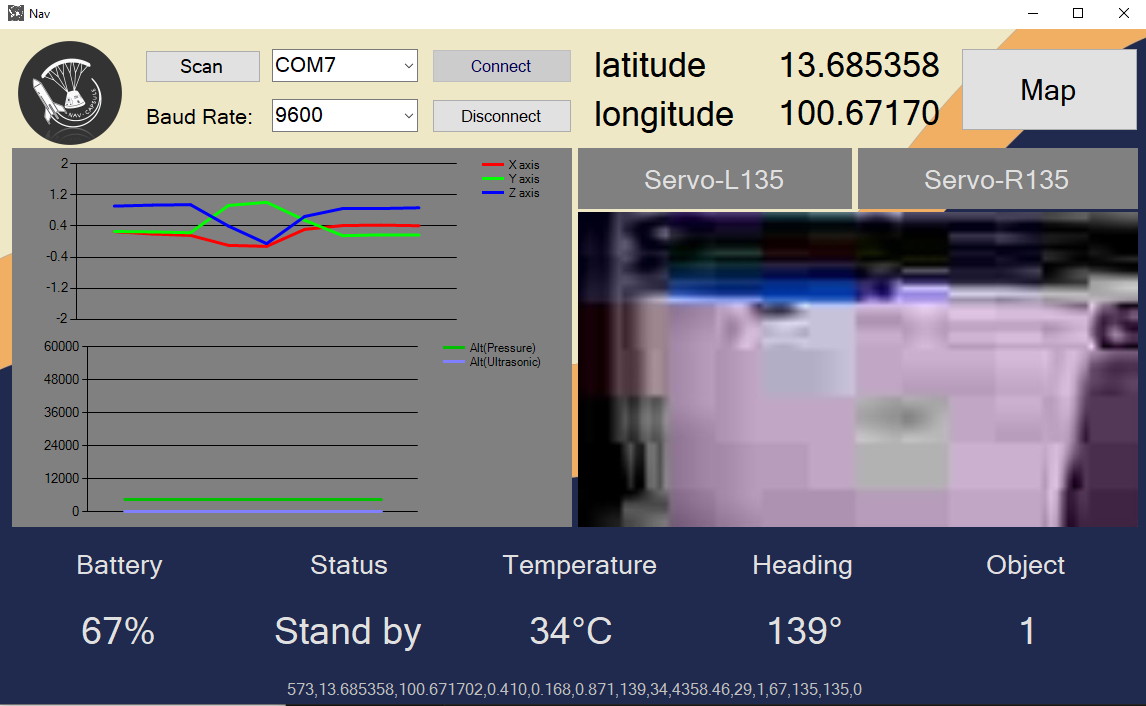 Nav
Scan COM7 Connect latitude 13.685358 Map
Baud Rate: 9600 Disconnect longitude 100.67170
NAV-CAPSULE
2
1.2
0.4
-0.4
-1.2
-2
X axis
Y axis
Z axis
Servo-L135 Servo-R135
60000
48000
36000
24000
12000
0
Alt(Pressure)
Alt(Ultrasonic)
Battery Status Temperature Heading Object
67% Stand by 34°C 139° 1
573,13.685358,100.671702,0.410,0.168,0.871,139,34,4358.46,29,1,67,135,135,0